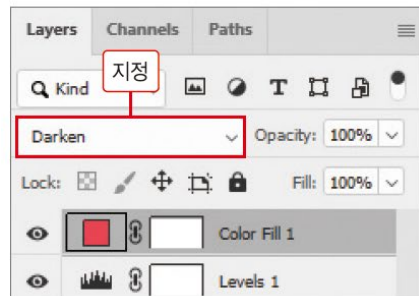 Layers Channels Paths
지정
Kind
Darken Opacity: 100%
Lock: Fill: 100%
Color Fill 1
Levels 1